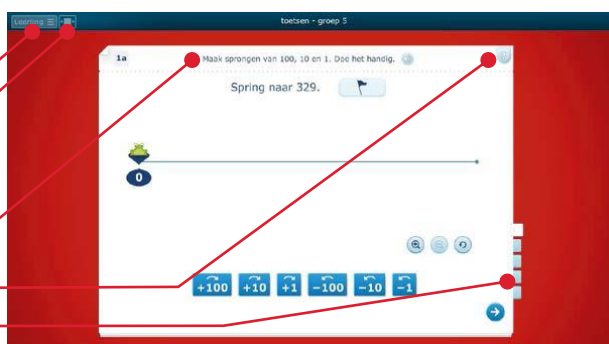 Leerling
toetsen - groep 5
1a
Maak sprongen van 100, 10 en 1. Doe het handig.
Spring naar 329.
0
+100 +10 +1 −100 −10 −1